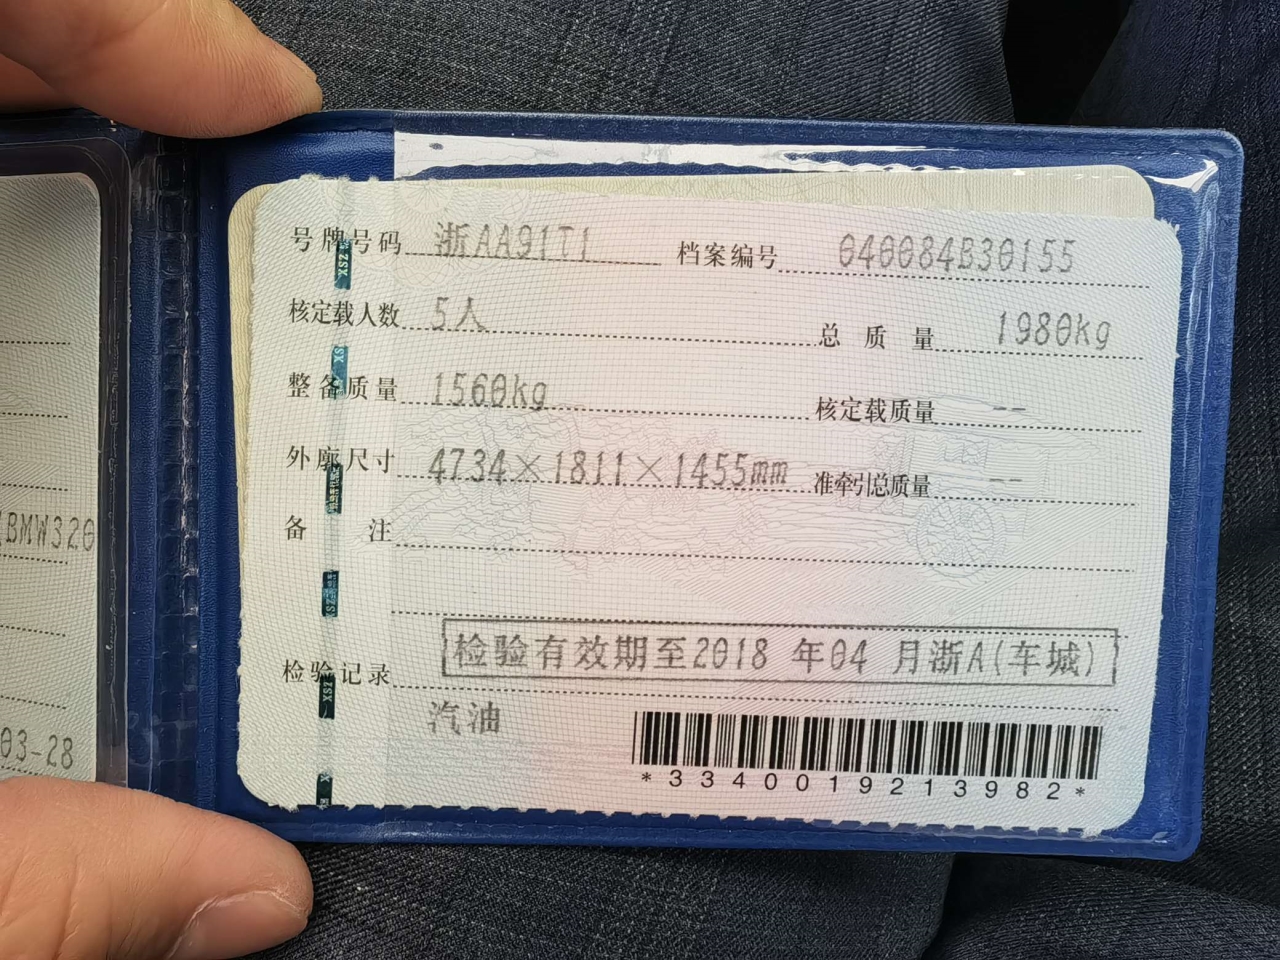 号牌号码 浙AA91T1 档案编号 040084B30155
核定载人数 5人 总质量 1980kg
整备质量 1560kg 核定载质量 --
外廓尺寸 4734×1811×1455mm 准牵引总质量 --
BMW320
备注
检验记录 检验有效期至2018 年04 月浙A(车城)
汽油
03-28
*3340019213982*